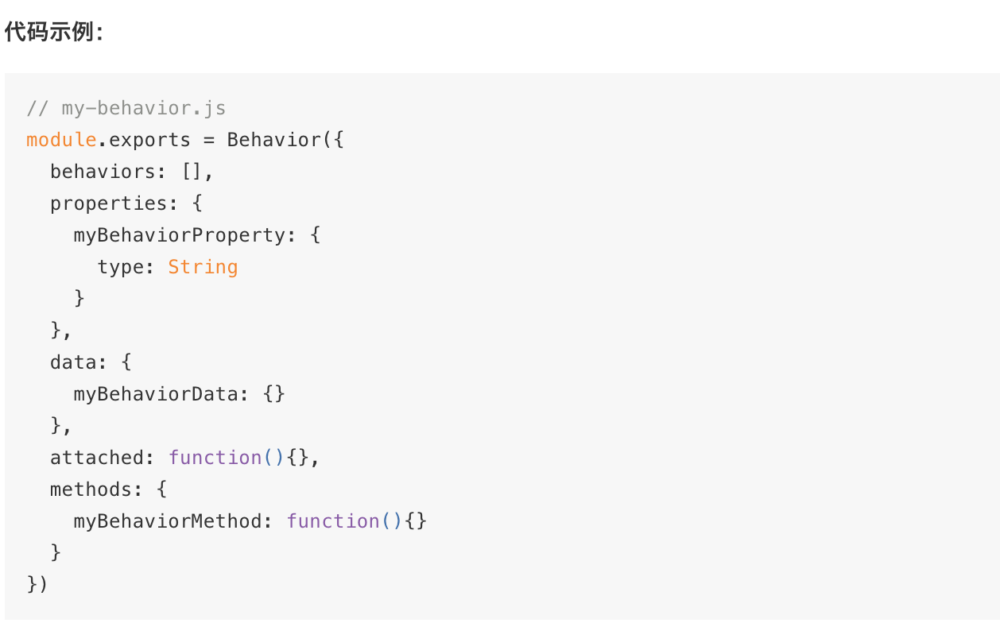 代码示例：
// my-behavior.js
module.exports = Behavior({
  behaviors: [],
  properties: {
    myBehaviorProperty: {
      type: String
    }
  },
  data: {
    myBehaviorData: {}
  },
  attached: function(){},
  methods: {
    myBehaviorMethod: function(){}
  }
})